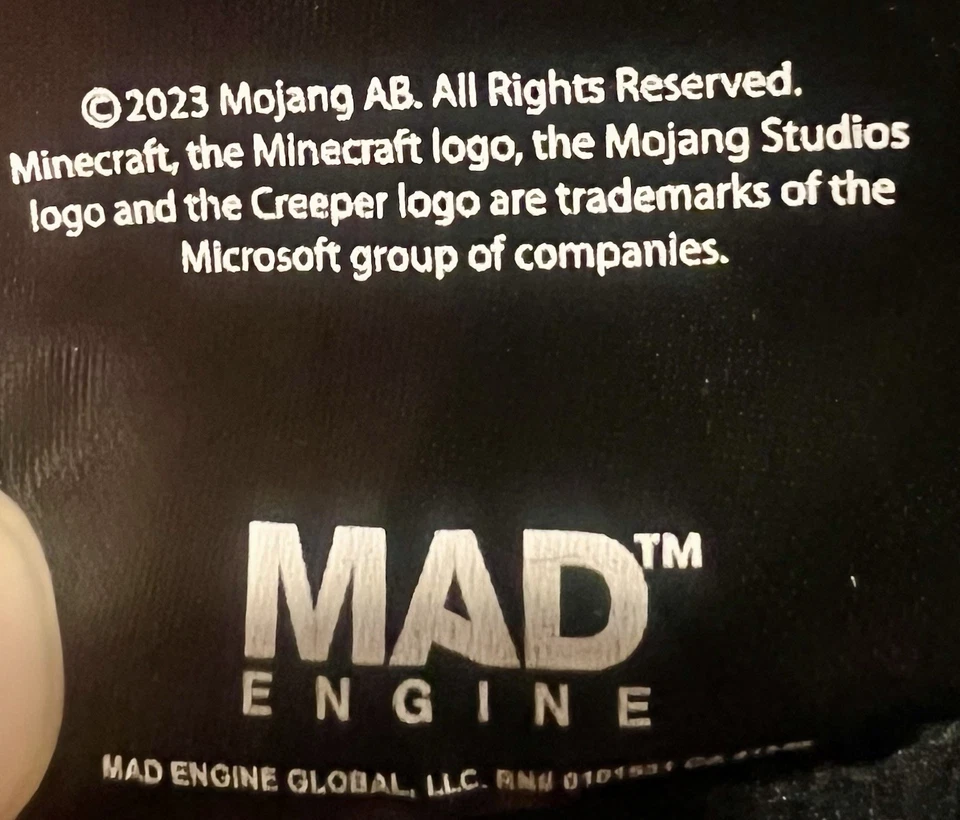 ©2023 Mojang AB. All Rights Reserved.
Minecraft, the Minecraft logo, the Mojang Studios
logo and the Creeper logo are trademarks of the
Microsoft group of companies.
MAD™
ENGINE
MAD ENGINE GLOBAL, LLC. RN#